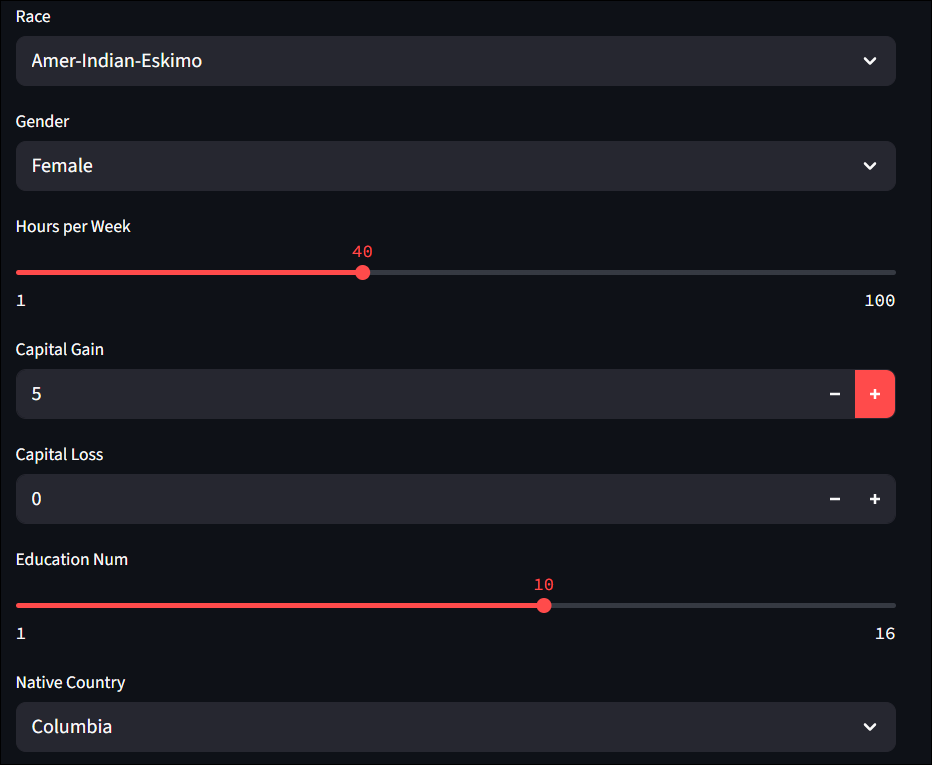 Race
Amer-Indian-Eskimo
Gender
Female
Hours per Week
40
1 100
Capital Gain
5 − +
Capital Loss
0 − +
Education Num
10
1 16
Native Country
Columbia